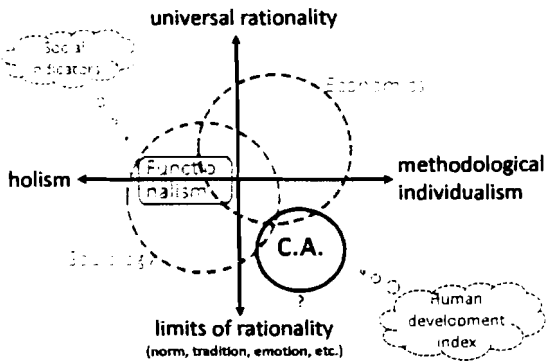 universal rationality
Social
indicators
Economics
holism
Functio
nalism
methodological
individualism
Sociology
C.A.
?
limits of rationality
(norm, tradition, emotion, etc.)
Human
development
index